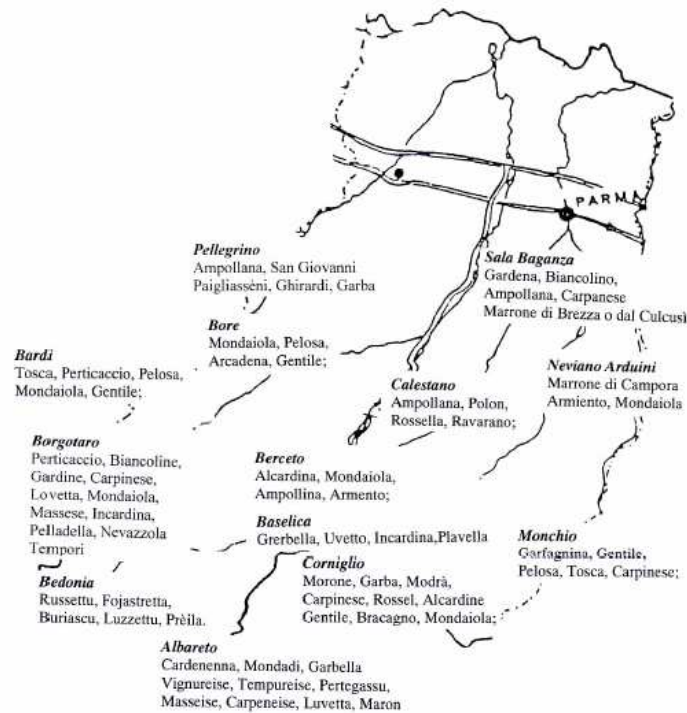 PARMA
Pellegrino
Ampollana, San Giovanni
Paigliasseni, Ghirardi, Garba
Sala Baganza
Gardena, Biancolino,
Ampollana, Carpanese
Marrone di Brezza o dal Culcusì
Bore
Mondaiola, Pelosa,
Arcadena, Gentile;
Bardi
Tosca, Perticaccio, Pelosa,
Mondaiola, Gentile;
Neviano Arduini
Marrone di Campora
Armiento, Mondaiola
Calestano
Ampollana, Polon,
Rossella, Ravarano;
Borgotaro
Perticaccio, Biancoline,
Gardine, Carpinese,
Lovetta, Mondaiola,
Massese, Incardina,
Pelladella, Nevazzola
Tempori
Berceto
Alcardina, Mondaiola,
Ampollina, Armento;
Baselica
Grerbella, Uvetto, Incardina,Plavella
Monchio
Garfagnina, Gentile,
Pelosa, Tosca, Carpinese;
Corniglio
Morone, Garba, Modrà,
Carpinese, Rossel, Alcardine
Gentile, Bracagno, Mondaiola;
Bedonia
Russettu, Fojastretta,
Buriascu, Luzzettu, Prèila.
Albareto
Cardenenna, Mondadi, Garbella
Vignureise, Tempureise, Pertegassu,
Masseise, Carpeneise, Luvetta, Maron